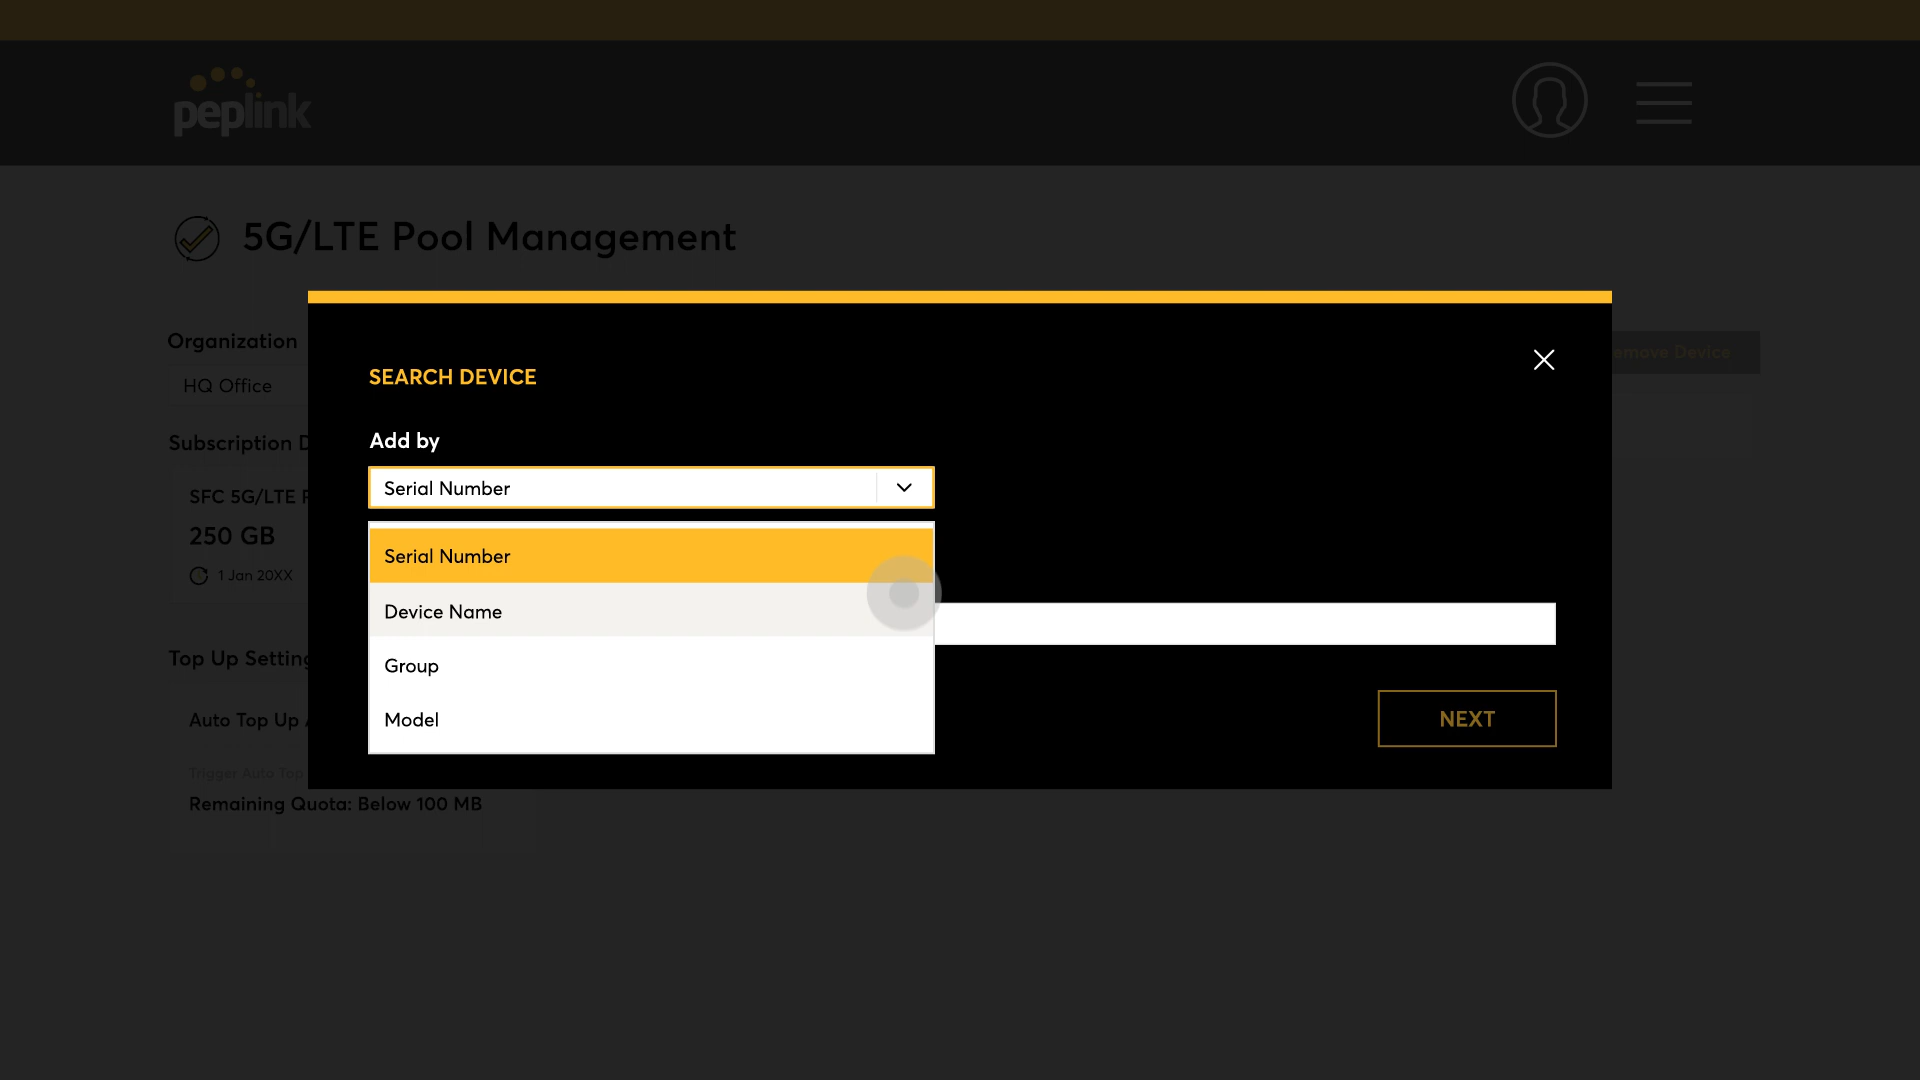 peplink
5G/LTE Pool Management
Organization
HQ Office
Subscription
SFC 5G/LTE
250 GB
1 Jan 20XX
Top Up
Auto Top Up
Trigger Auto Top
Remaining Quota: Below 100 MB
Device
SEARCH DEVICE
Add by
Serial Number
Serial Number
Device Name
Group
Model
NEXT